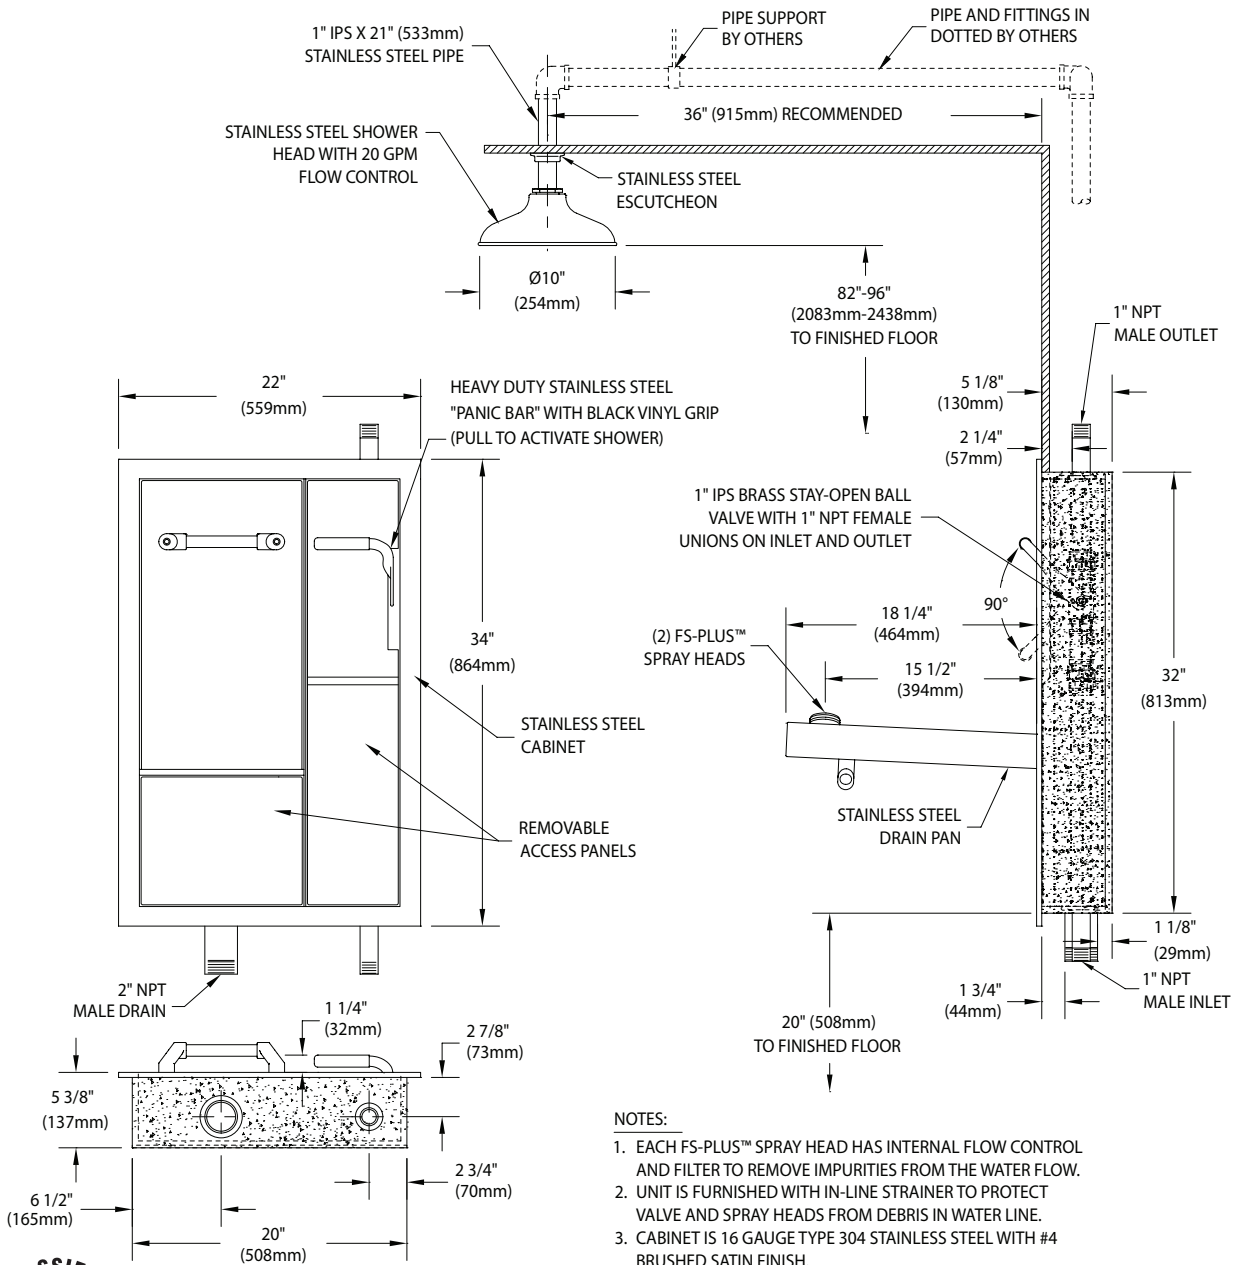 1" IPS X 21" (533mm)
STAINLESS STEEL PIPE
PIPE SUPPORT
BY OTHERS
PIPE AND FITTINGS IN
DOTTED BY OTHERS
36" (915mm) RECOMMENDED
STAINLESS STEEL SHOWER
HEAD WITH 20 GPM
FLOW CONTROL
STAINLESS STEEL
ESCUTCHEON
Ø10"
(254mm)
82"-96"
(2083mm-2438mm)
TO FINISHED FLOOR
1" NPT
MALE OUTLET
22"
(559mm)
HEAVY DUTY STAINLESS STEEL
"PANIC BAR" WITH BLACK VINYL GRIP
(PULL TO ACTIVATE SHOWER)
5 1/8"
(130mm)
2 1/4"
(57mm)
1" IPS BRASS STAY-OPEN BALL
VALVE WITH 1" NPT FEMALE
UNIONS ON INLET AND OUTLET
90°
18 1/4"
(464mm)
34"
(864mm)
(2) FS-PLUS™
SPRAY HEADS
15 1/2"
(394mm)
32"
(813mm)
STAINLESS STEEL
CABINET
STAINLESS STEEL
DRAIN PAN
REMOVABLE
ACCESS PANELS
1 1/8"
(29mm)
2" NPT
MALE DRAIN
1 3/4"
(44mm)
1" NPT
MALE INLET
1 1/4"
(32mm)
2 7/8"
(73mm)
20" (508mm)
TO FINISHED FLOOR
5 3/8"
(137mm)
2 3/4"
(70mm)
6 1/2"
(165mm)
20"
(508mm)
NOTES:
1. EACH FS-PLUS™ SPRAY HEAD HAS INTERNAL FLOW CONTROL
AND FILTER TO REMOVE IMPURITIES FROM THE WATER FLOW.
2. UNIT IS FURNISHED WITH IN-LINE STRAINER TO PROTECT
VALVE AND SPRAY HEADS FROM DEBRIS IN WATER LINE.
3. CABINET IS 16 GAUGE TYPE 304 STAINLESS STEEL WITH #4
BRUSHED SATIN FINISH